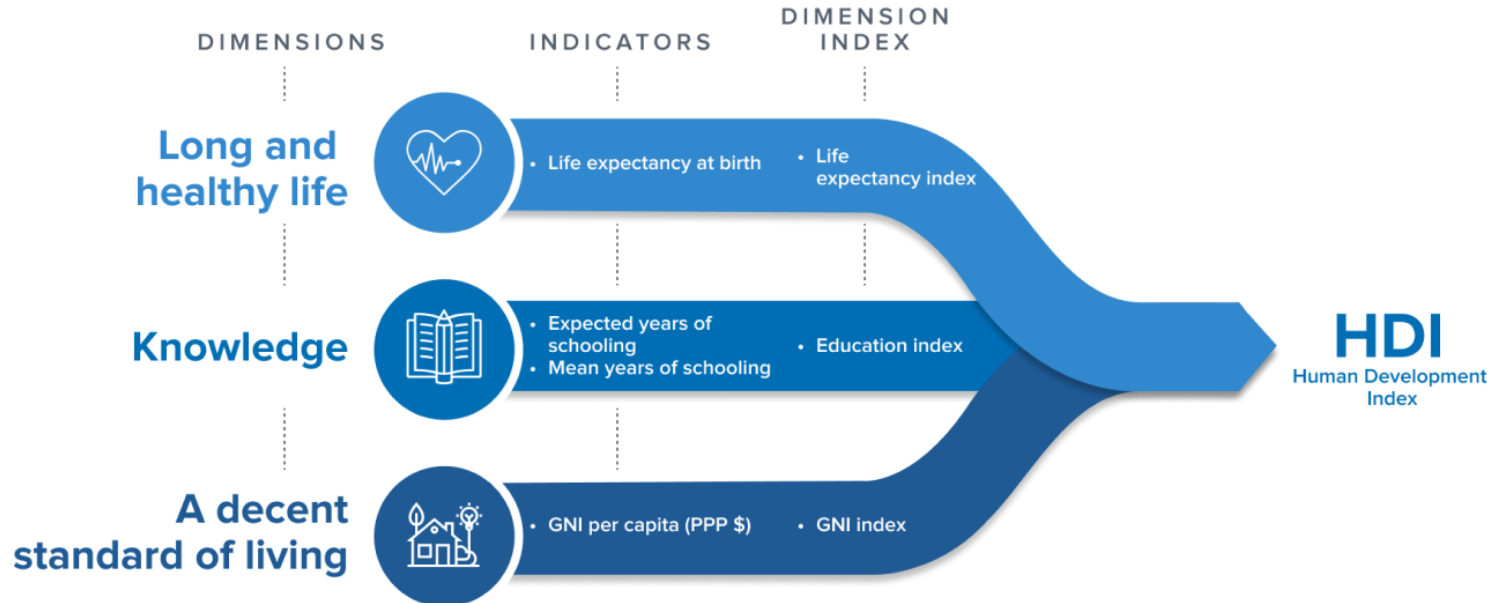 DIMENSIONS
INDICATORS
DIMENSION
INDEX
Long and
healthy life
• Life expectancy at birth
• Life
expectancy index
Knowledge
• Expected years of
schooling
• Mean years of schooling
• Education index
HDI
Human Development
Index
A decent
standard of living
• GNI per capita (PPP $)
• GNI index